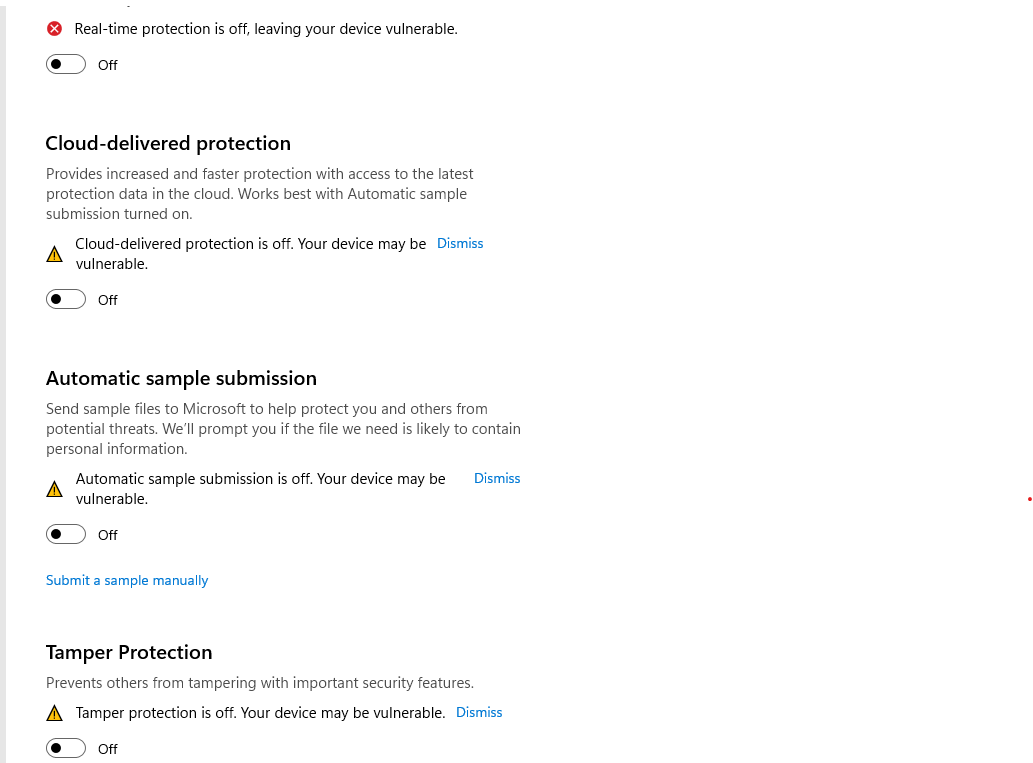 Real-time protection is off, leaving your device vulnerable.
Off
Cloud-delivered protection
Provides increased and faster protection with access to the latest
protection data in the cloud. Works best with Automatic sample
submission turned on.
Cloud-delivered protection is off. Your device may be Dismiss
vulnerable.
Off
Automatic sample submission
Send sample files to Microsoft to help protect you and others from
potential threats. We’ll prompt you if the file we need is likely to contain
personal information.
Automatic sample submission is off. Your device may be Dismiss
vulnerable.
Off
Submit a sample manually
Tamper Protection
Prevents others from tampering with important security features.
Tamper protection is off. Your device may be vulnerable. Dismiss
Off